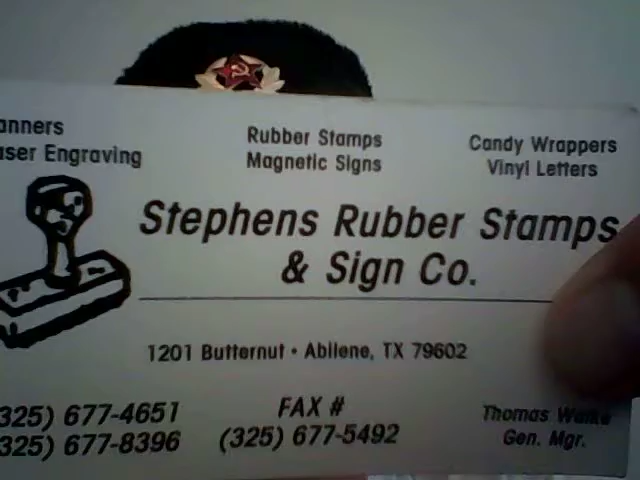 anners
aser Engraving
Rubber Stamps
Magnetic Signs
Candy Wrappers
Vinyl Letters
Stephens Rubber Stamps
& Sign Co.
1201 Butternut • Abilene, TX 79602
325) 677-4651
325) 677-8396
FAX #
(325) 677-5492
Thomas
Gen. Mgr.